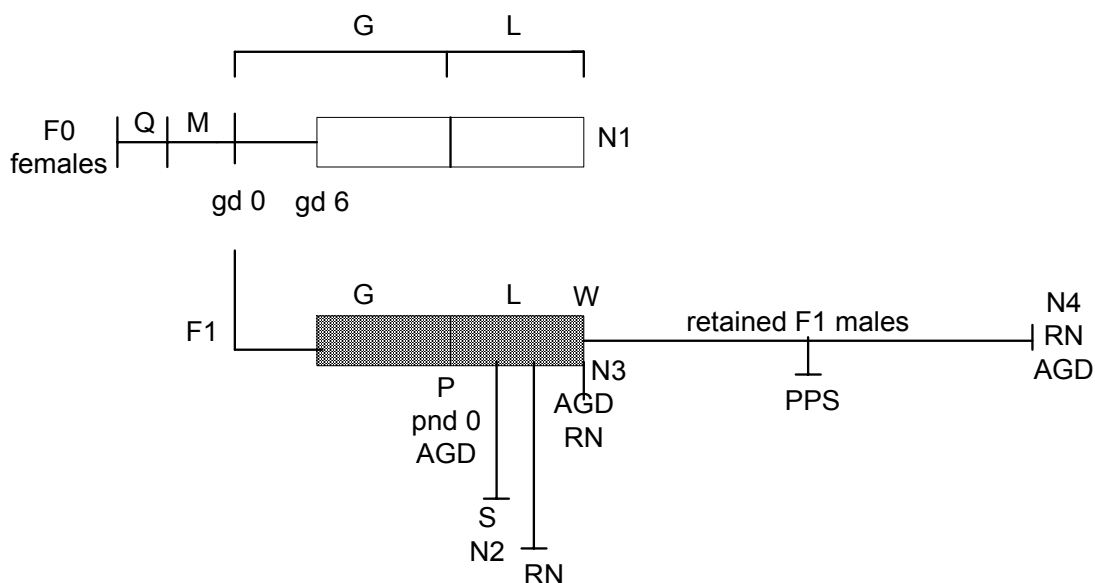 G L
F0
females
Q M
N1
gd 0 gd 6
G L W
F1
retained F1 males
N4
RN
AGD
P
pnd 0
AGD
N3
AGD
RN
PPS
S
N2
RN